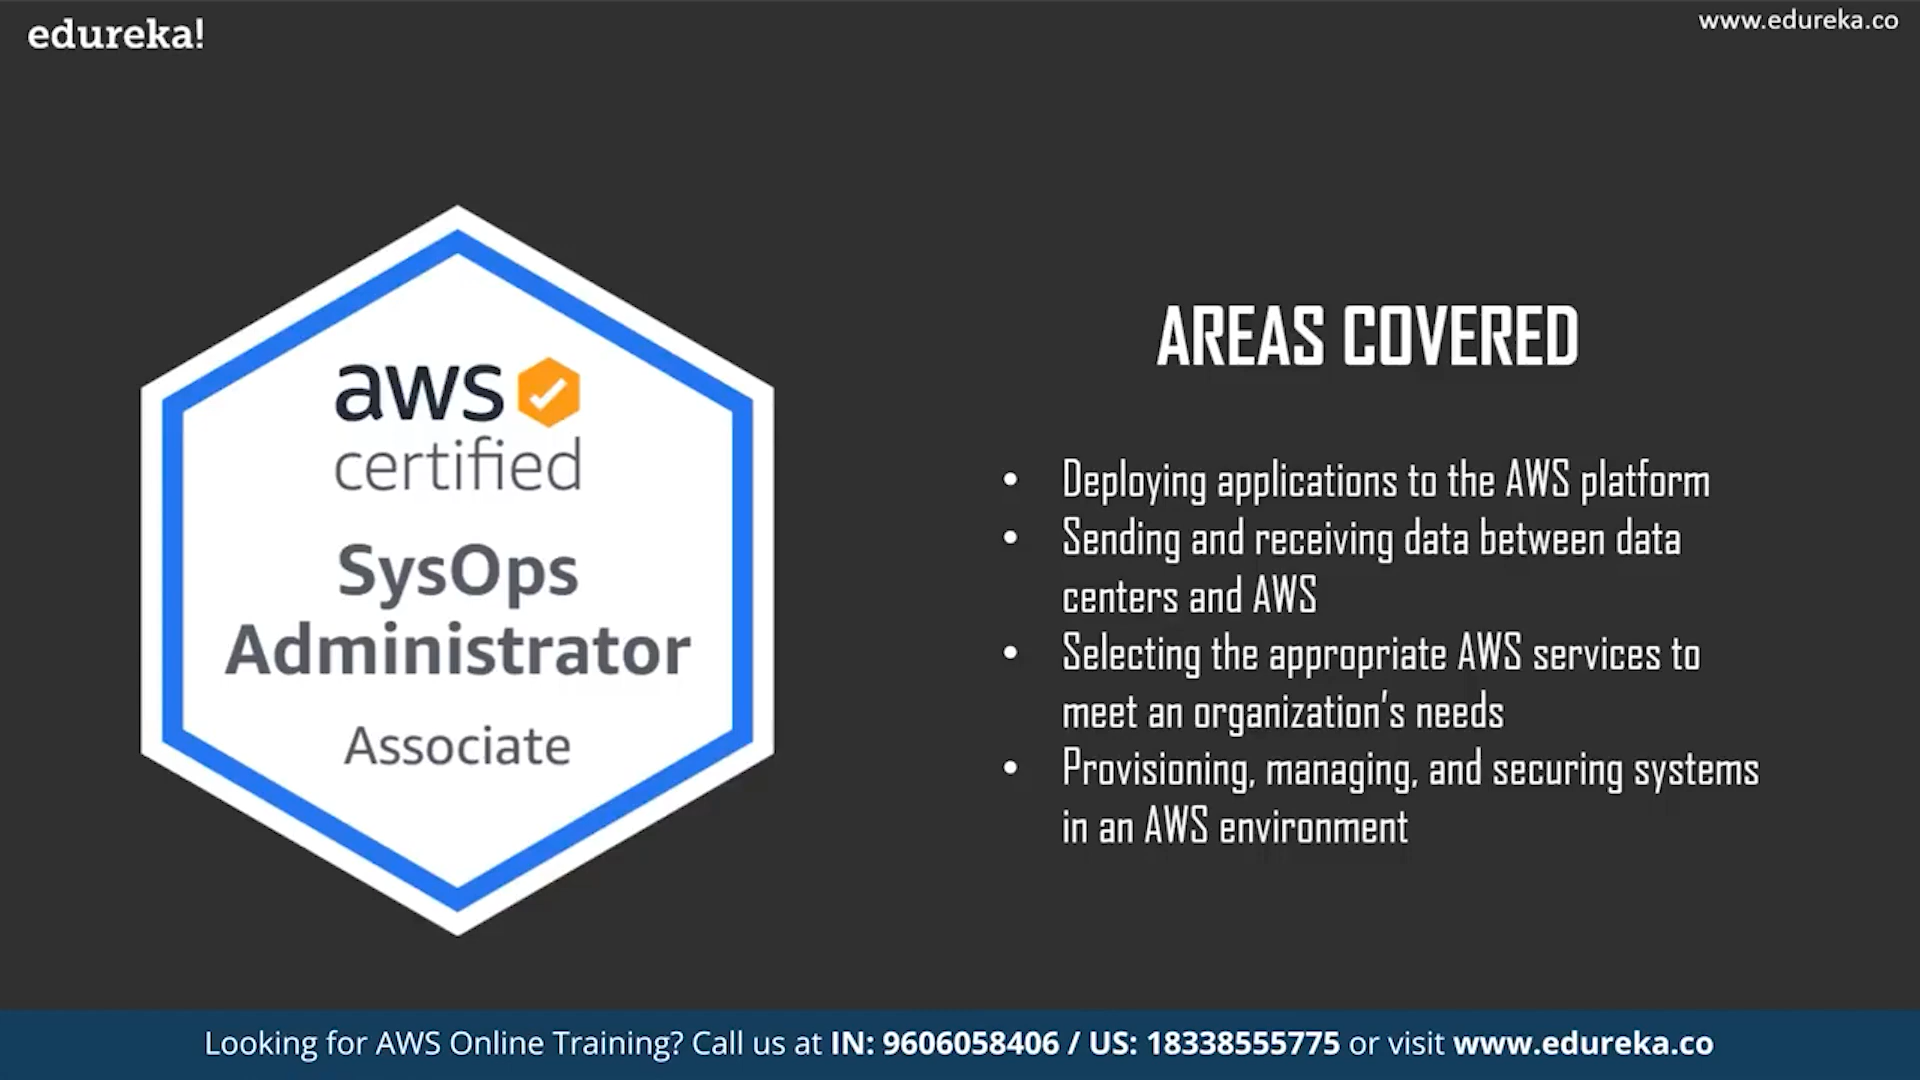 edureka!
www.edureka.co
aws
certified
SysOps
Administrator
Associate
AREAS COVERED
• Deploying applications to the AWS platform
• Sending and receiving data between data
centers and AWS
• Selecting the appropriate AWS services to
meet an organization's needs
• Provisioning, managing, and securing systems
in an AWS environment
Looking for AWS Online Training? Call us at IN: 9606058406 / US: 18338555775 or visit www.edureka.co